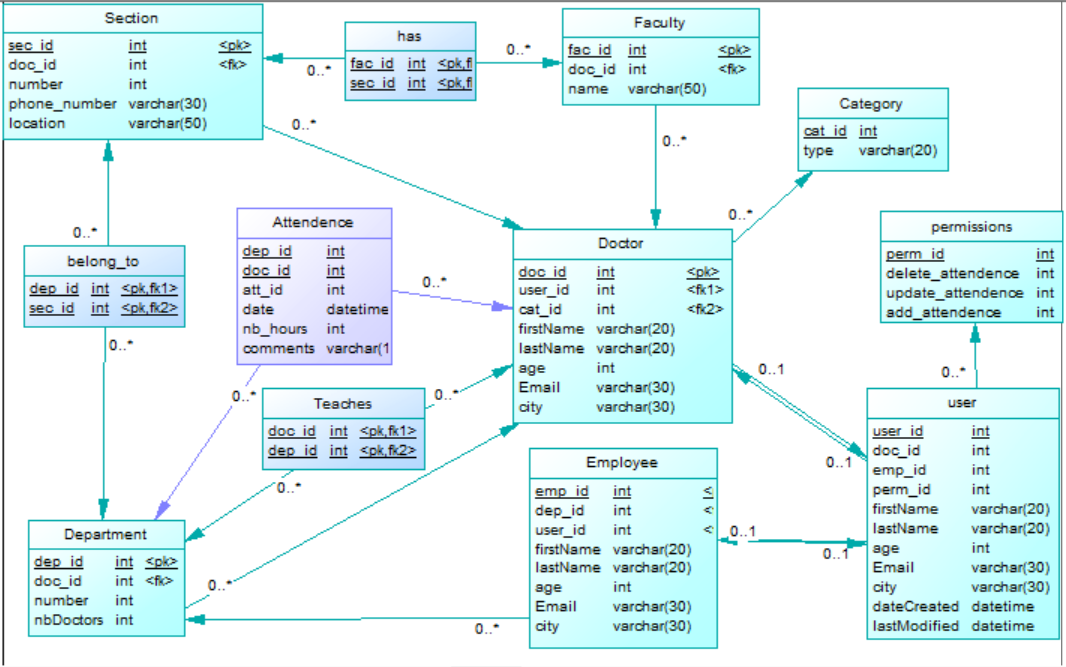 Section
sec_id int <pk>
doc_id int <fk>
number int
phone_number varchar(30)
location varchar(50)
has
fac_id int <pk,f
sec_id int <pk,f
Faculty
fac_id int <pk>
doc_id int <fk>
name varchar(50)
0..*
0..*
0..*
0..*
Category
cat_id int
type varchar(20)
0..*
0..*
belong_to
dep_id int <pk,fk1>
sec_id int <pk,fk2>
0..*
Attendence
dep_id int
doc_id int
att_id int
date datetime
nb_hours int
comments varchar(1
0..*
0..*
Doctor
doc_id int <pk>
user_id int <fk1>
cat_id int <fk2>
firstName varchar(20)
lastName varchar(20)
age int
Email varchar(30)
city varchar(30)
permissions
perm_id int
delete_attendence int
update_attendence int
add_attendence int
0..*
0..1
0..1
Teaches
doc_id int <pk,fk1>
dep_id int <pk,fk2>
0..*
0..*
user
user_id int
doc_id int
emp_id int
perm_id int
firstName varchar(20)
lastName varchar(20)
age int
Email varchar(30)
city varchar(30)
dateCreated datetime
lastModified datetime
Employee
emp_id int <
dep_id int <
user_id int <
firstName varchar(20)
lastName varchar(20)
age int
Email varchar(30)
city varchar(30)
0..1
0..1
Department
dep_id int <pk>
doc_id int <fk>
number int
nbDoctors int
0..*
0..*